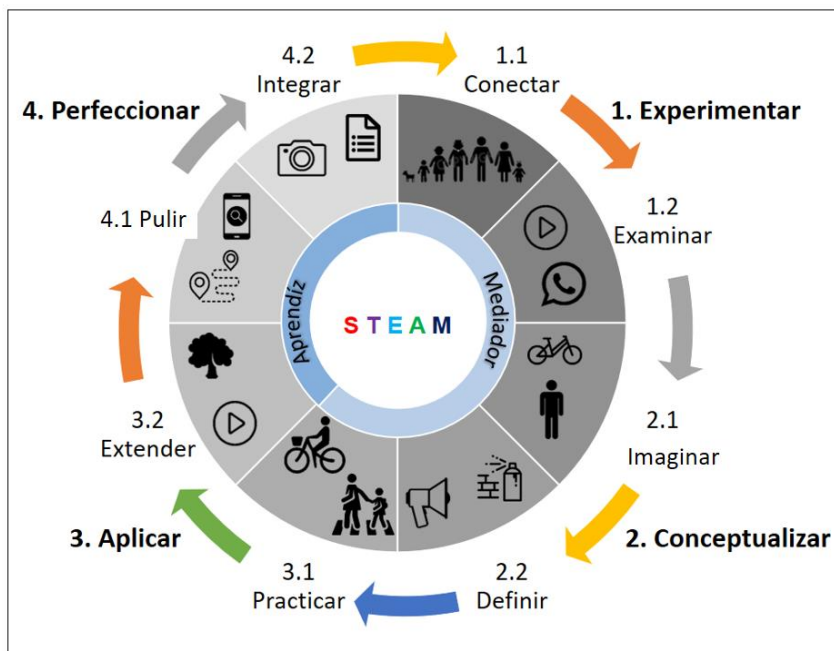 4.2
Integrar
1.1
Conectar
1. Experimentar
1.2
Examinar
2.1
Imaginar
2. Conceptualizar
2.2
Definir
3.1
Practicar
3. Aplicar
3.2
Extender
4.1 Pulir
4. Perfeccionar
Aprendíz
Mediador
STEAM